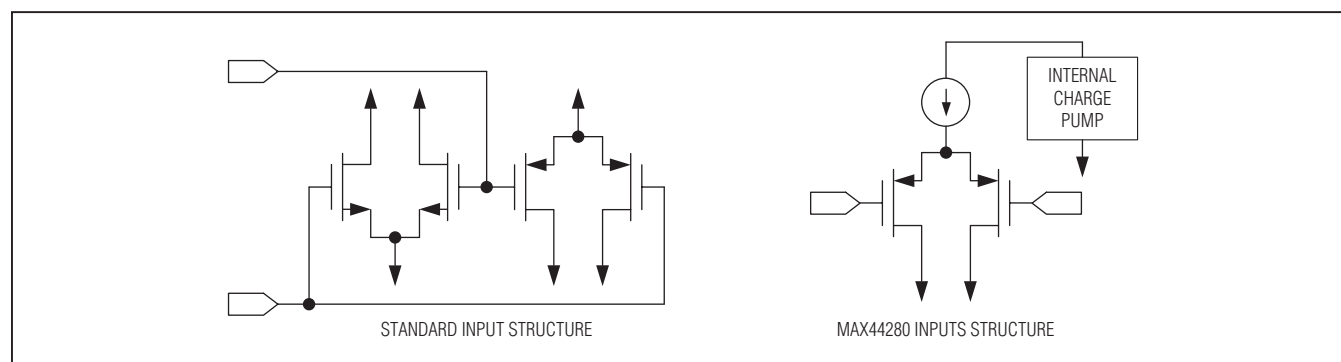 INTERNAL
CHARGE
PUMP
STANDARD INPUT STRUCTURE
MAX44280 INPUTS STRUCTURE